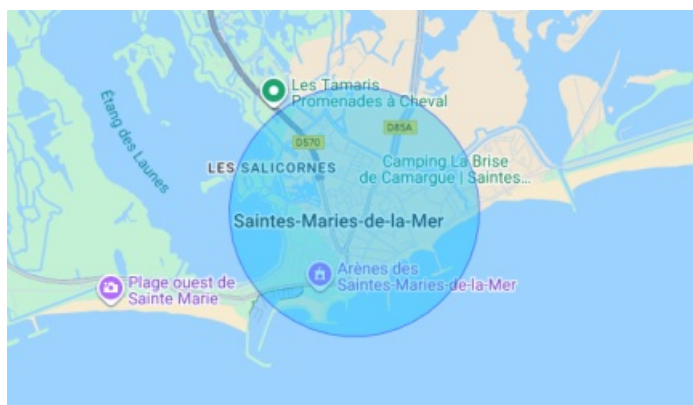 Les Tamaris
Promenades à Cheval
Étang des Launes
D85A
D570
Camping La Brise
de Camargue | Saintes...
LES SALICORNES
Saintes-Maries-de-la-Mer
Arènes des
Saintes-Maries-de-la-Mer
Plage ouest de
Sainte Marie